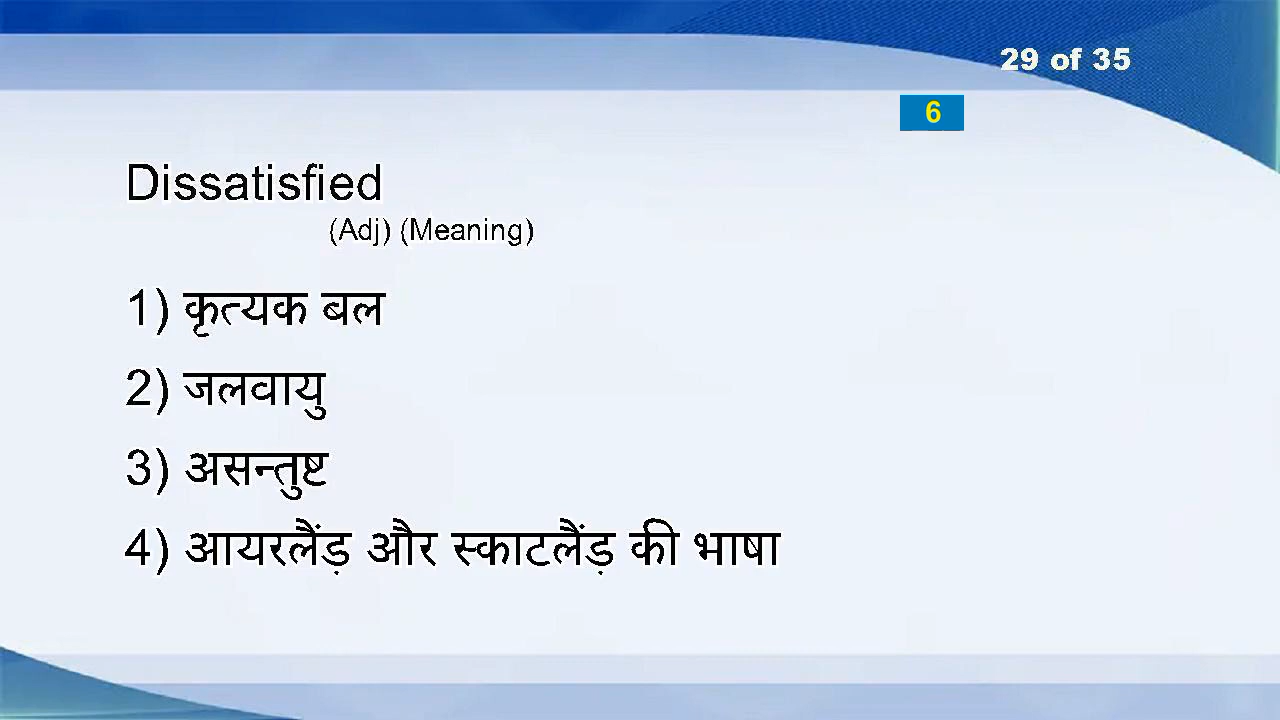 29 of 35
6
Dissatisfied
(Adj) (Meaning)
1) कृत्यक बल
2) जलवायु
3) असन्तुष्ट
4) आयरलैंड़ और स्काटलैंड़ की भाषा